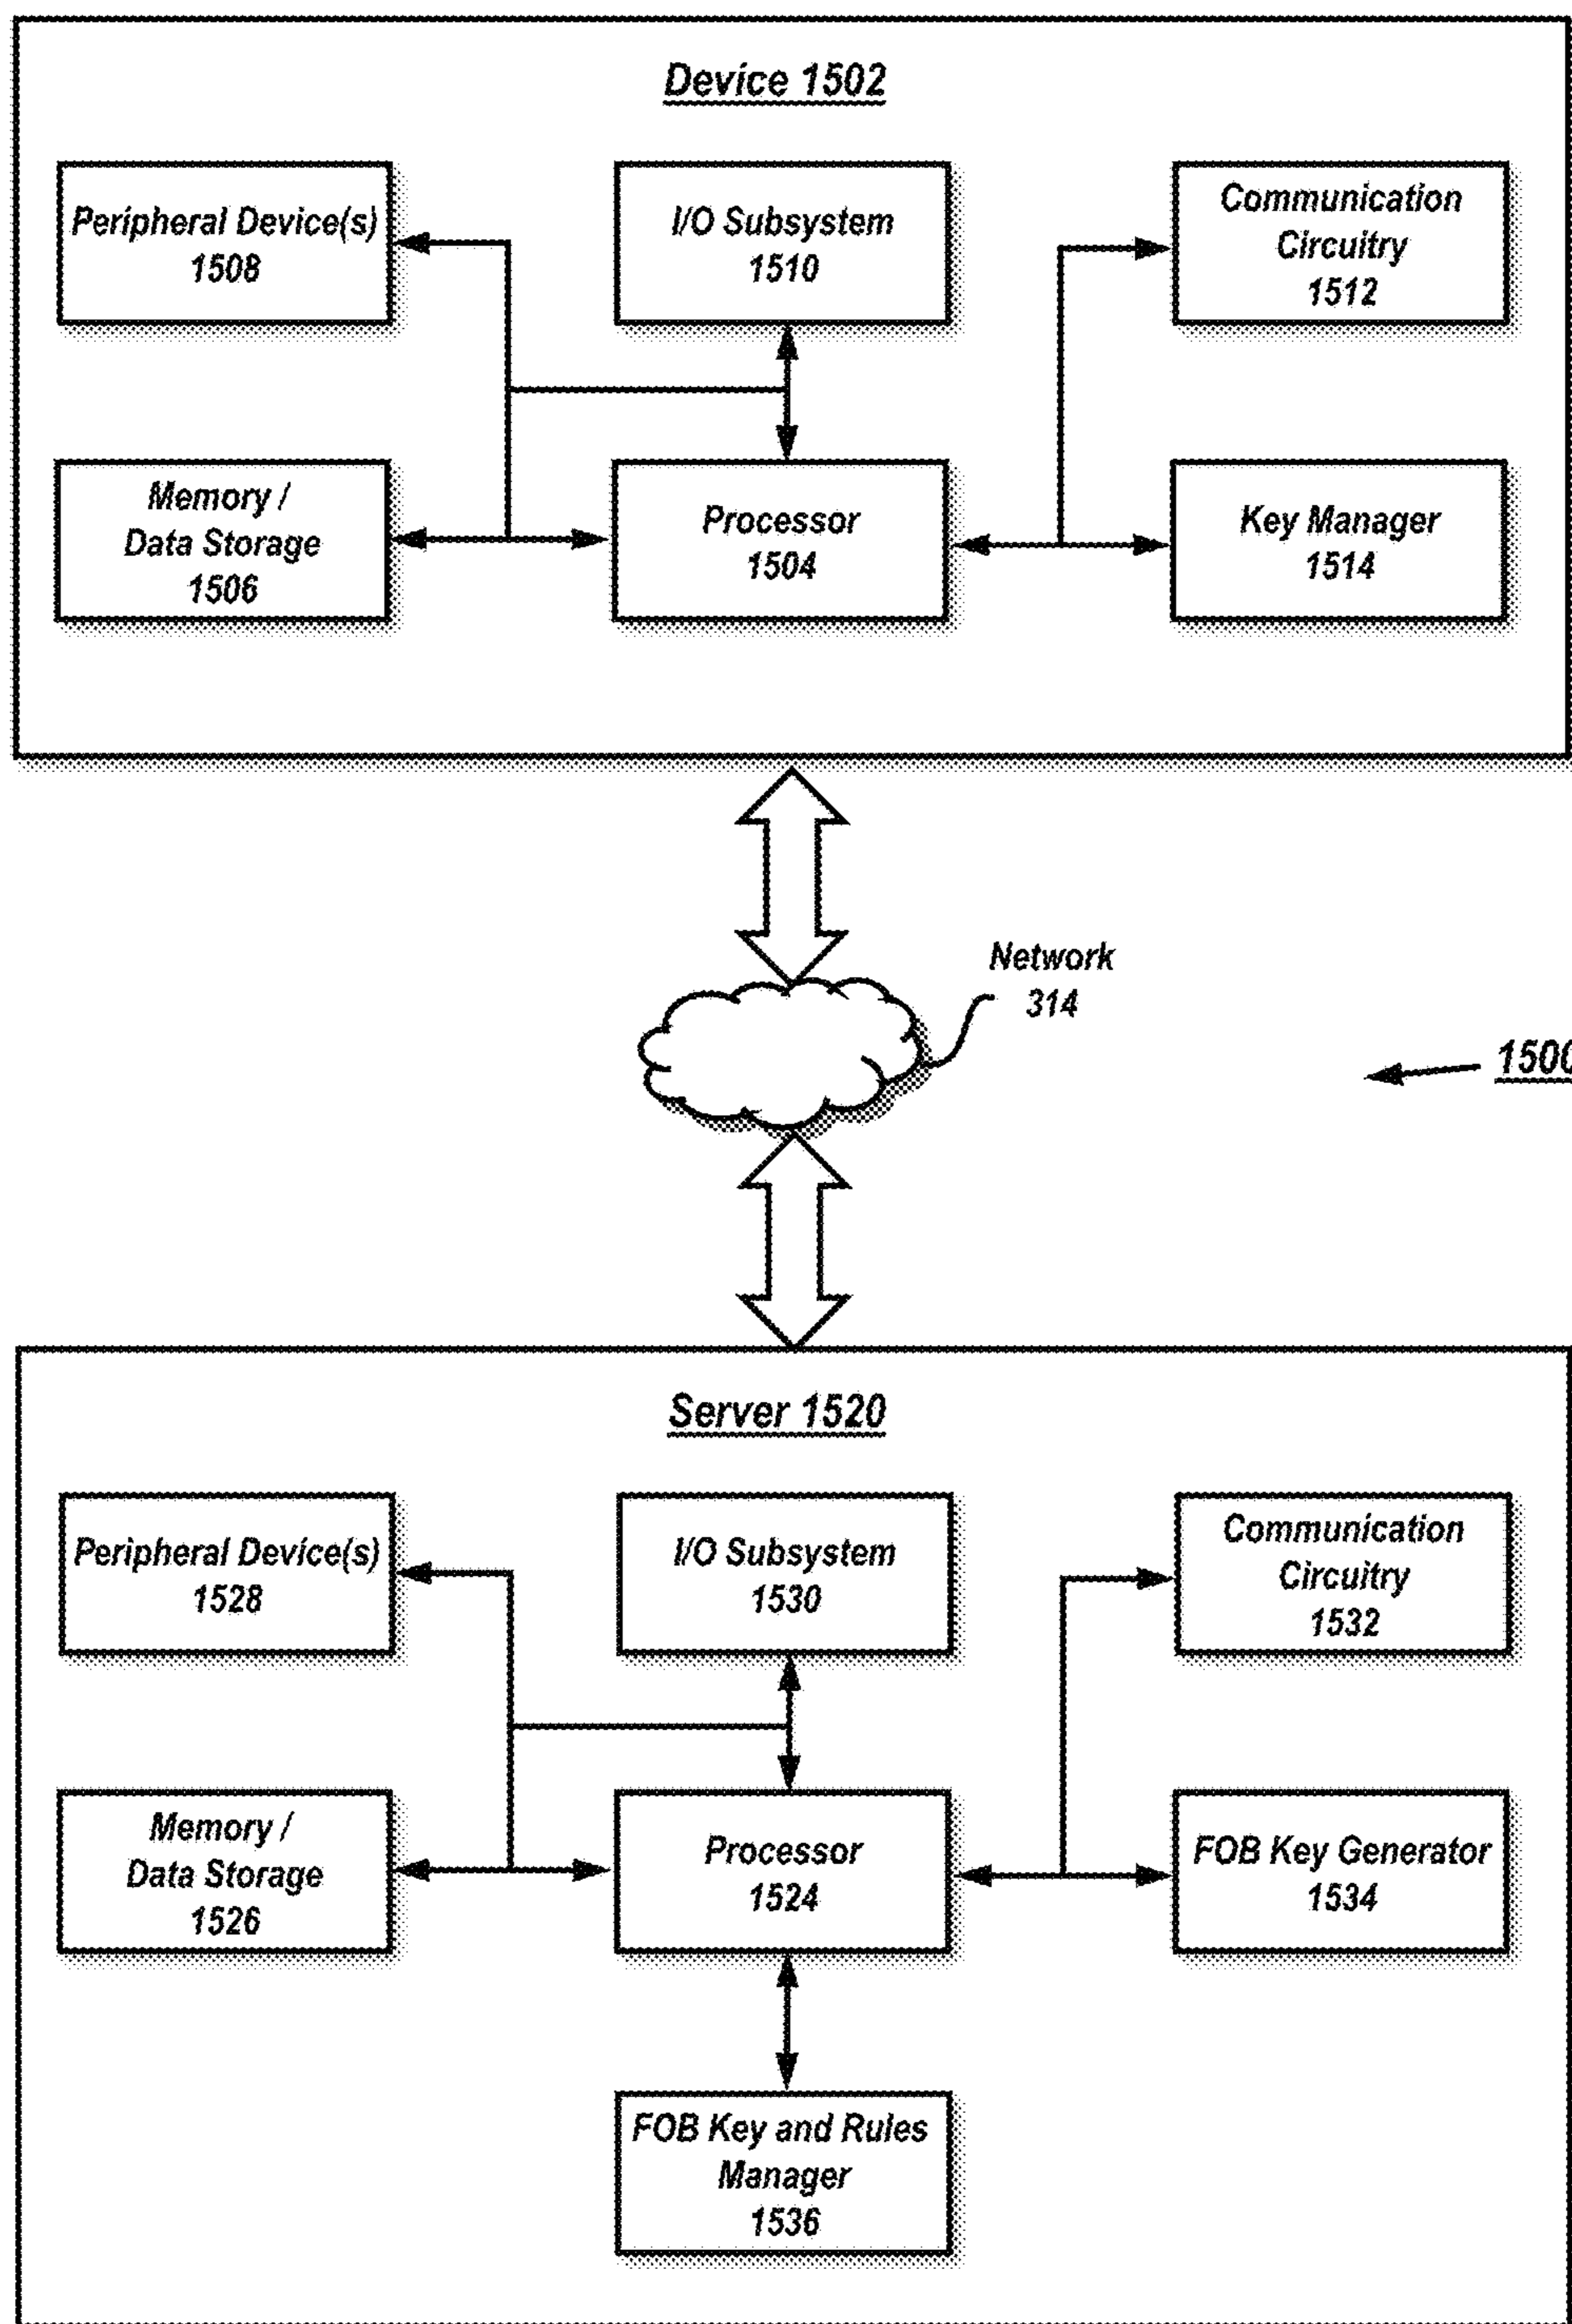 Device 1502
Peripheral Device(s)
1508
I/O Subsystem
1510
Communication
Circuitry
1512
Memory /
Data Storage
1506
Processor
1504
Key Manager
1514
Network
314
1500
Server 1520
Peripheral Device(s)
1528
I/O Subsystem
1530
Communication
Circuitry
1532
Memory /
Data Storage
1526
Processor
1524
FOB Key Generator
1534
FOB Key and Rules
Manager
1536